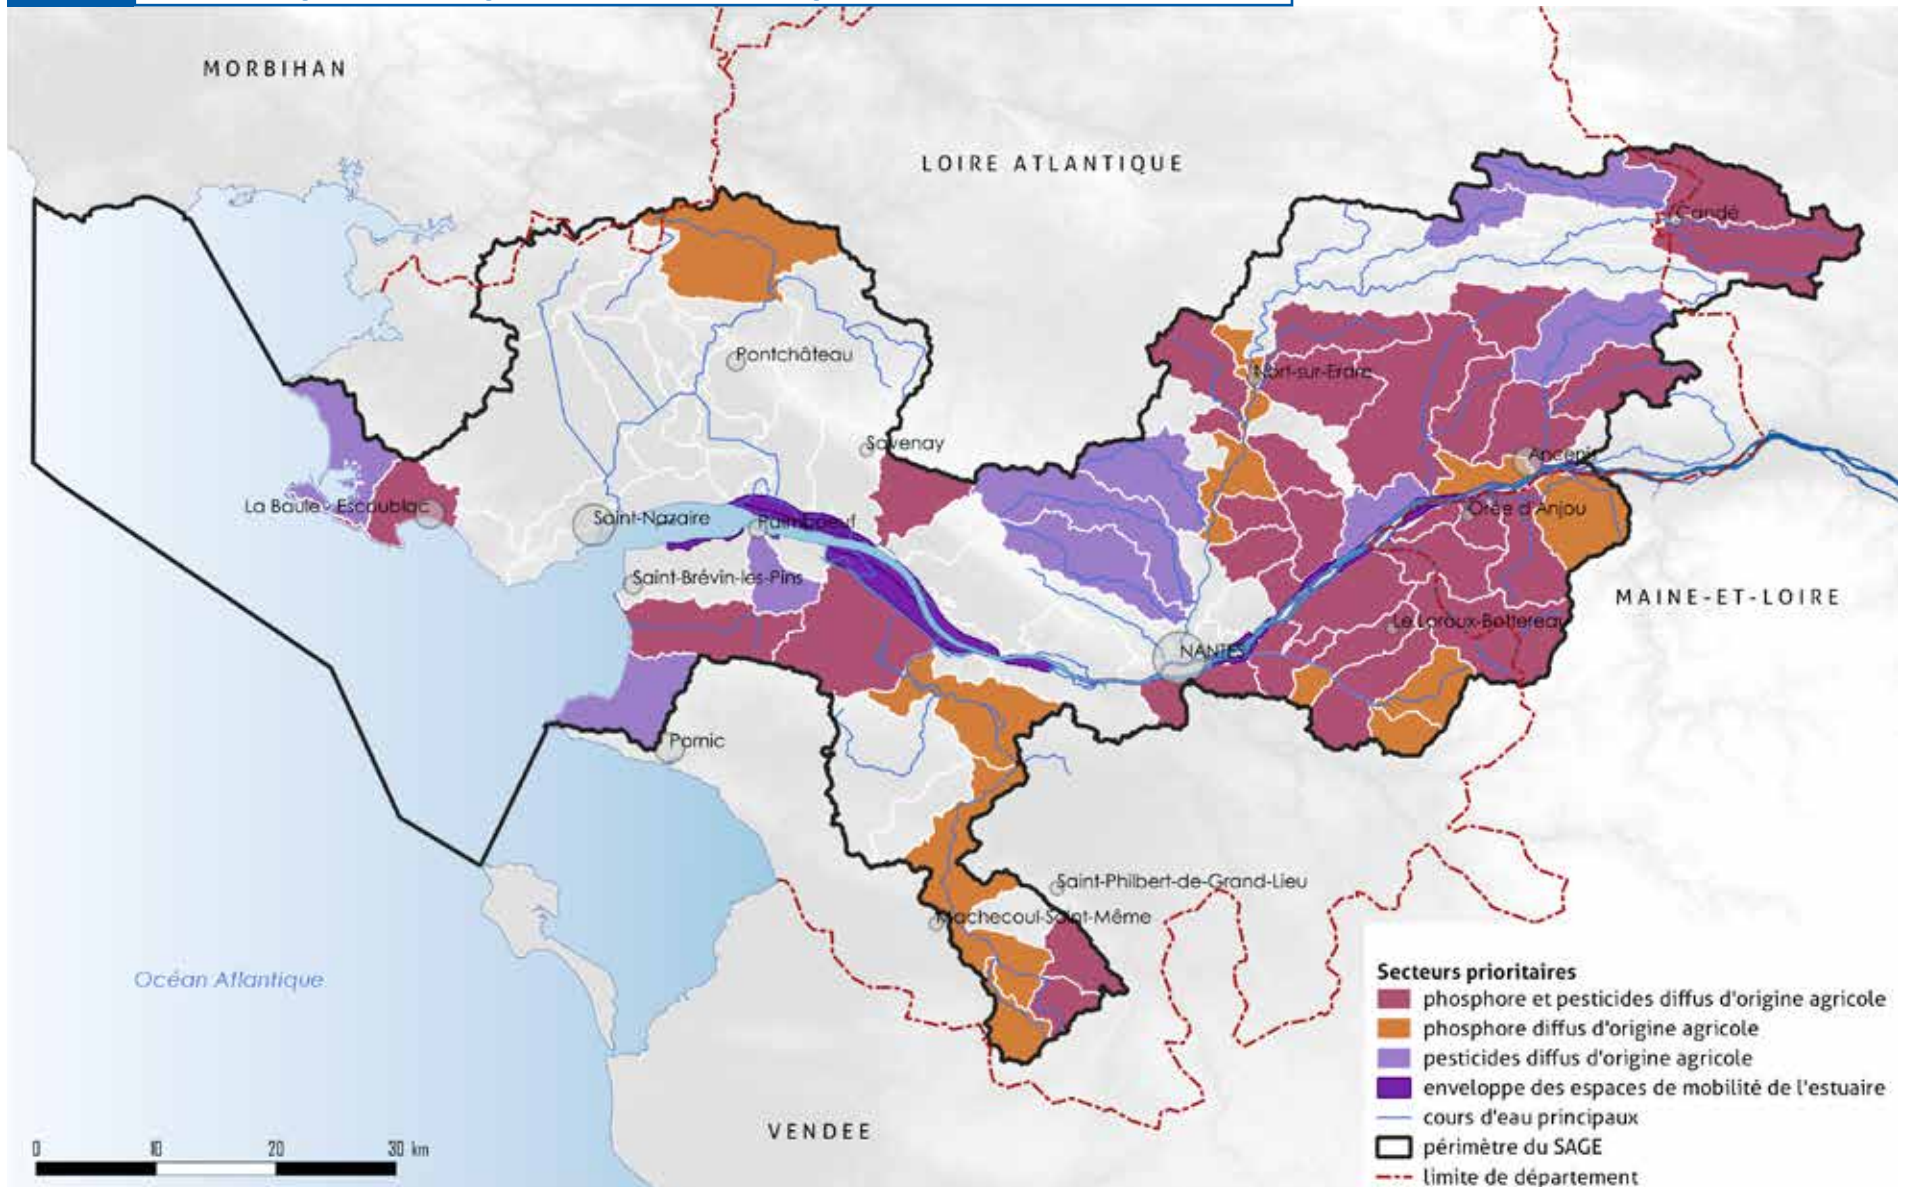 MORBIHAN
LOIRE ATLANTIQUE
Candé
Pontchâteau
Nort-sur-Erdre
Savenay
Ancenis
La Baule - Escoublac
Saint-Nazaire
Paimboeuf
Orée d'Anjou
Saint-Brévin-les-Pins
MAINE-ET-LOIRE
Le Loroux-Bottereau
NANTES
Pornic
Saint-Philbert-de-Grand-Lieu
Machecoul-Saint-Même
Océan Atlantique
VENDEE
Secteurs prioritaires
phosphore et pesticides diffus d'origine agricole
phosphore diffus d'origine agricole
pesticides diffus d'origine agricole
enveloppe des espaces de mobilité de l'estuaire
cours d'eau principaux
périmètre du SAGE
limite de département
0 10 20 30 km